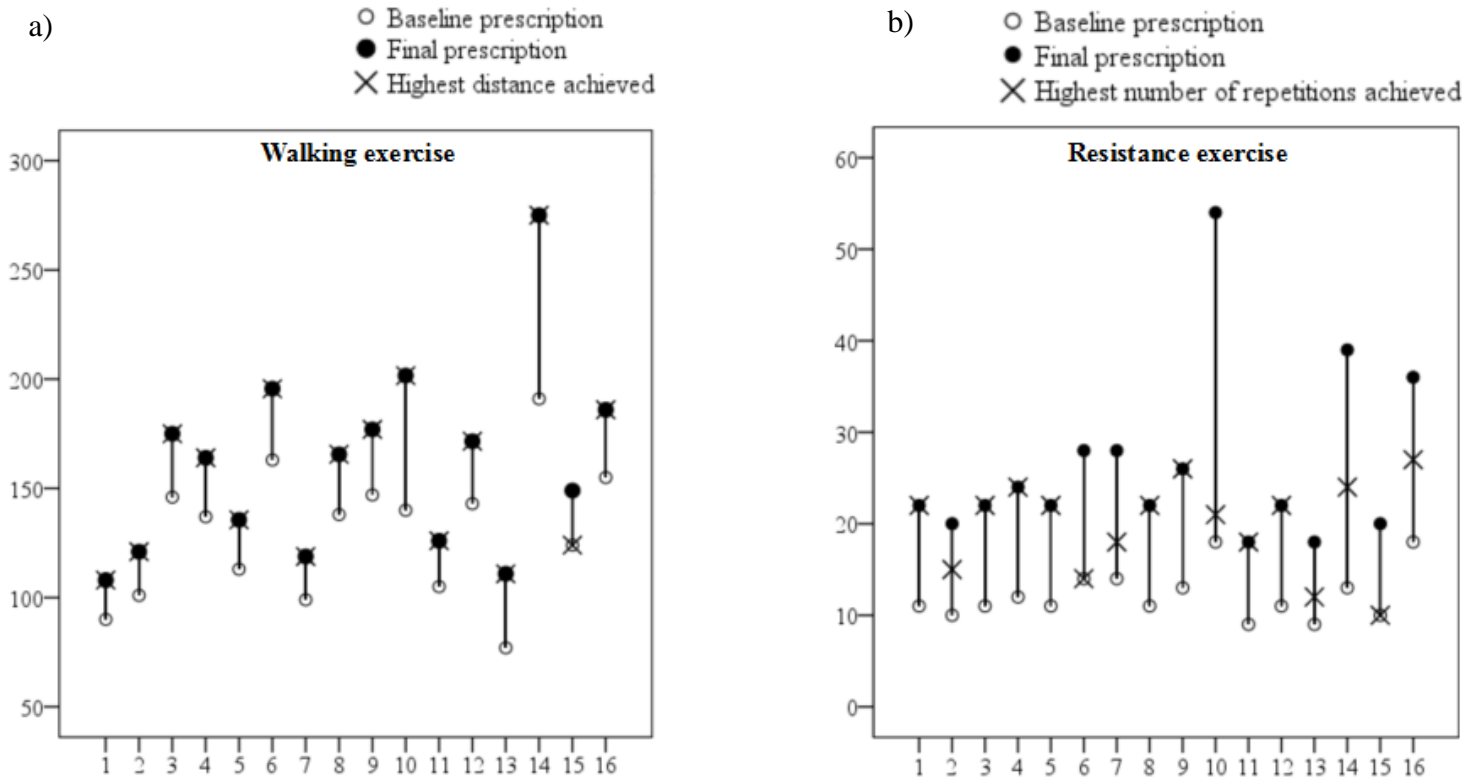 a)
Baseline prescription
Final prescription
Highest distance achieved
Walking exercise
300
250
200
150
100
50
1 2 3 4 5 6 7 8 9 10 11 12 13 14 15 16
b)
Baseline prescription
Final prescription
Highest number of repetitions achieved
Resistance exercise
60
50
40
30
20
10
0
1 2 3 4 5 6 7 8 9 10 11 12 13 14 15 16